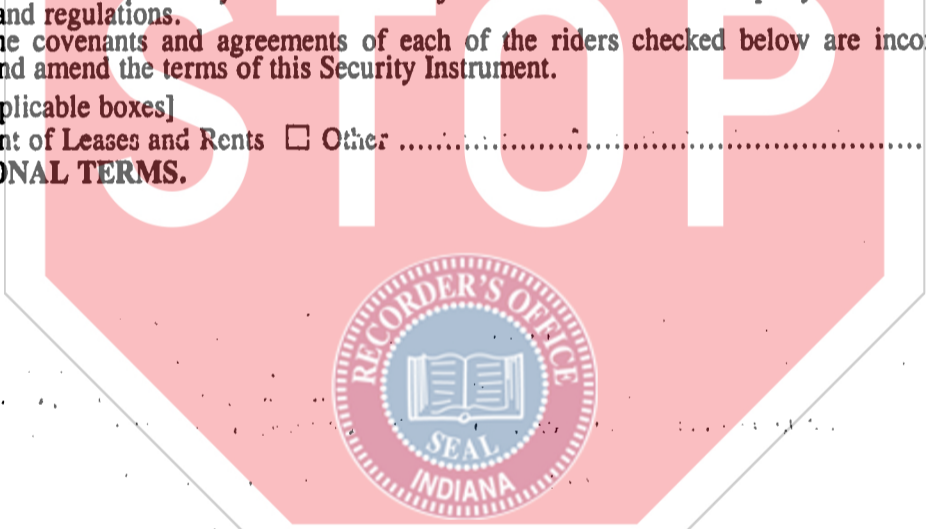 and regulations.
e covenants and agreements of each of the riders checked below are inco
nd amend the terms of this Security Instrument.
plicable boxes]
nt of Leases and Rents ☐ Other ........................................
ONAL TERMS.
STOP
RECORDER'S OFFICE
SEAL
INDIANA